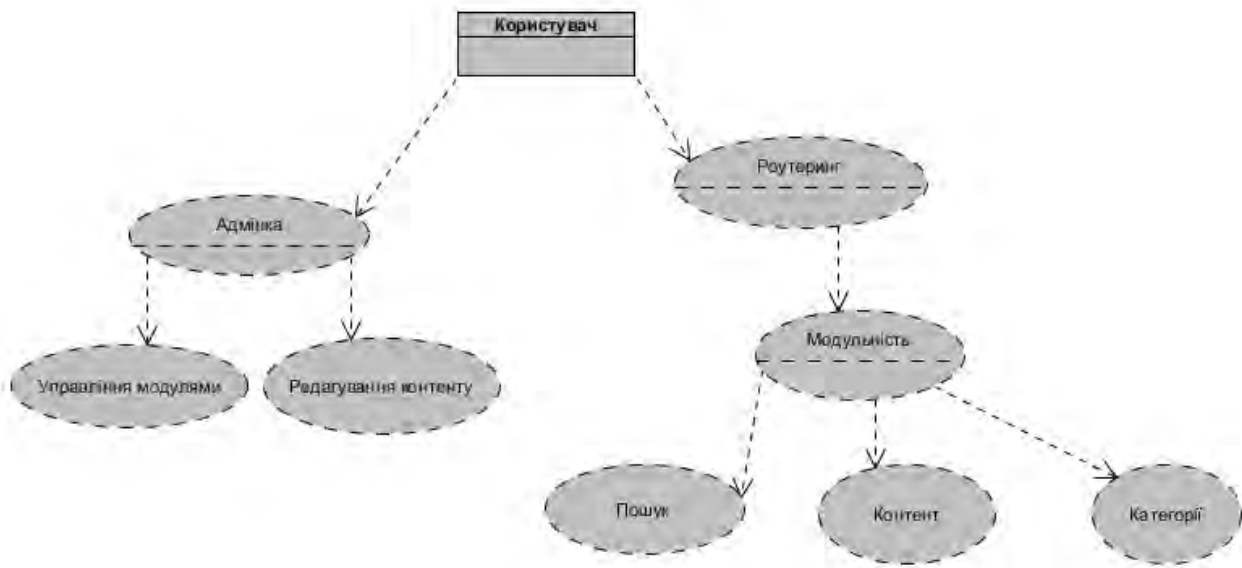 Користувач
Роутеринг
Адмінка
Модульність
Управління модулями
Редагування контенту
Пошук
Контент
Категорії